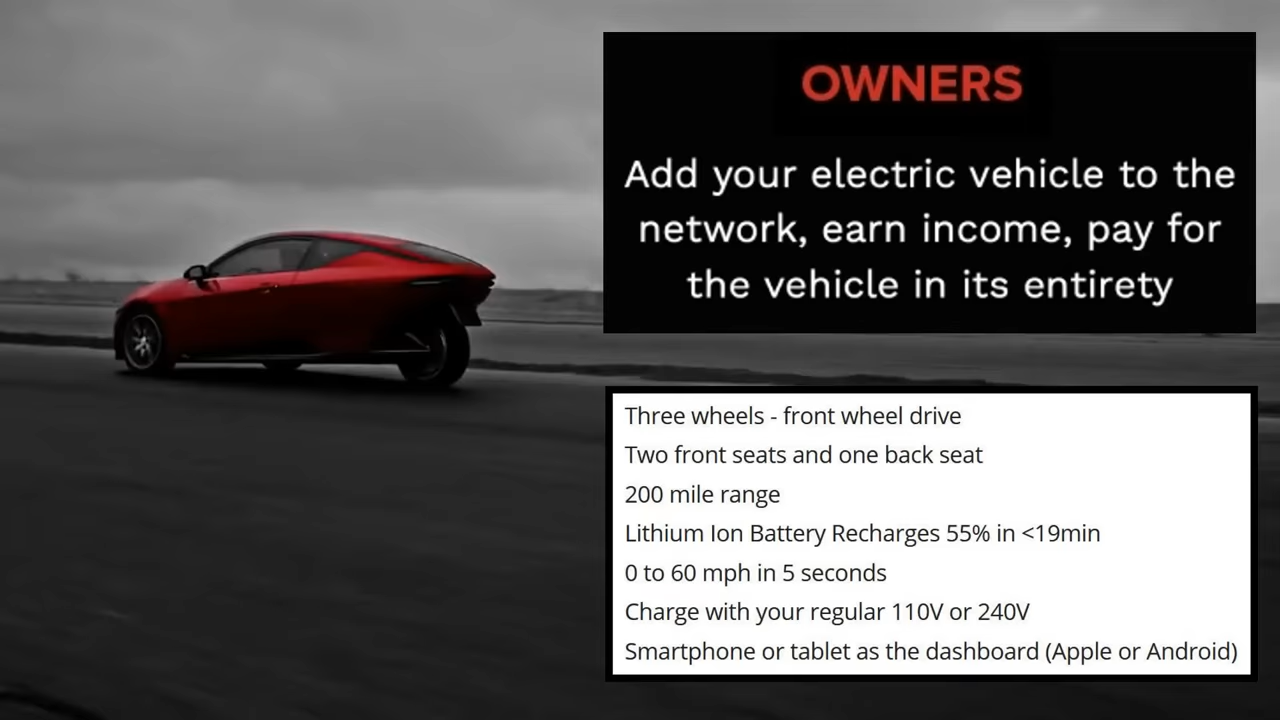 OWNERS
Add your electric vehicle to the
network, earn income, pay for
the vehicle in its entirety
Three wheels - front wheel drive
Two front seats and one back seat
200 mile range
Lithium Ion Battery Recharges 55% in <19min
0 to 60 mph in 5 seconds
Charge with your regular 110V or 240V
Smartphone or tablet as the dashboard (Apple or Android)